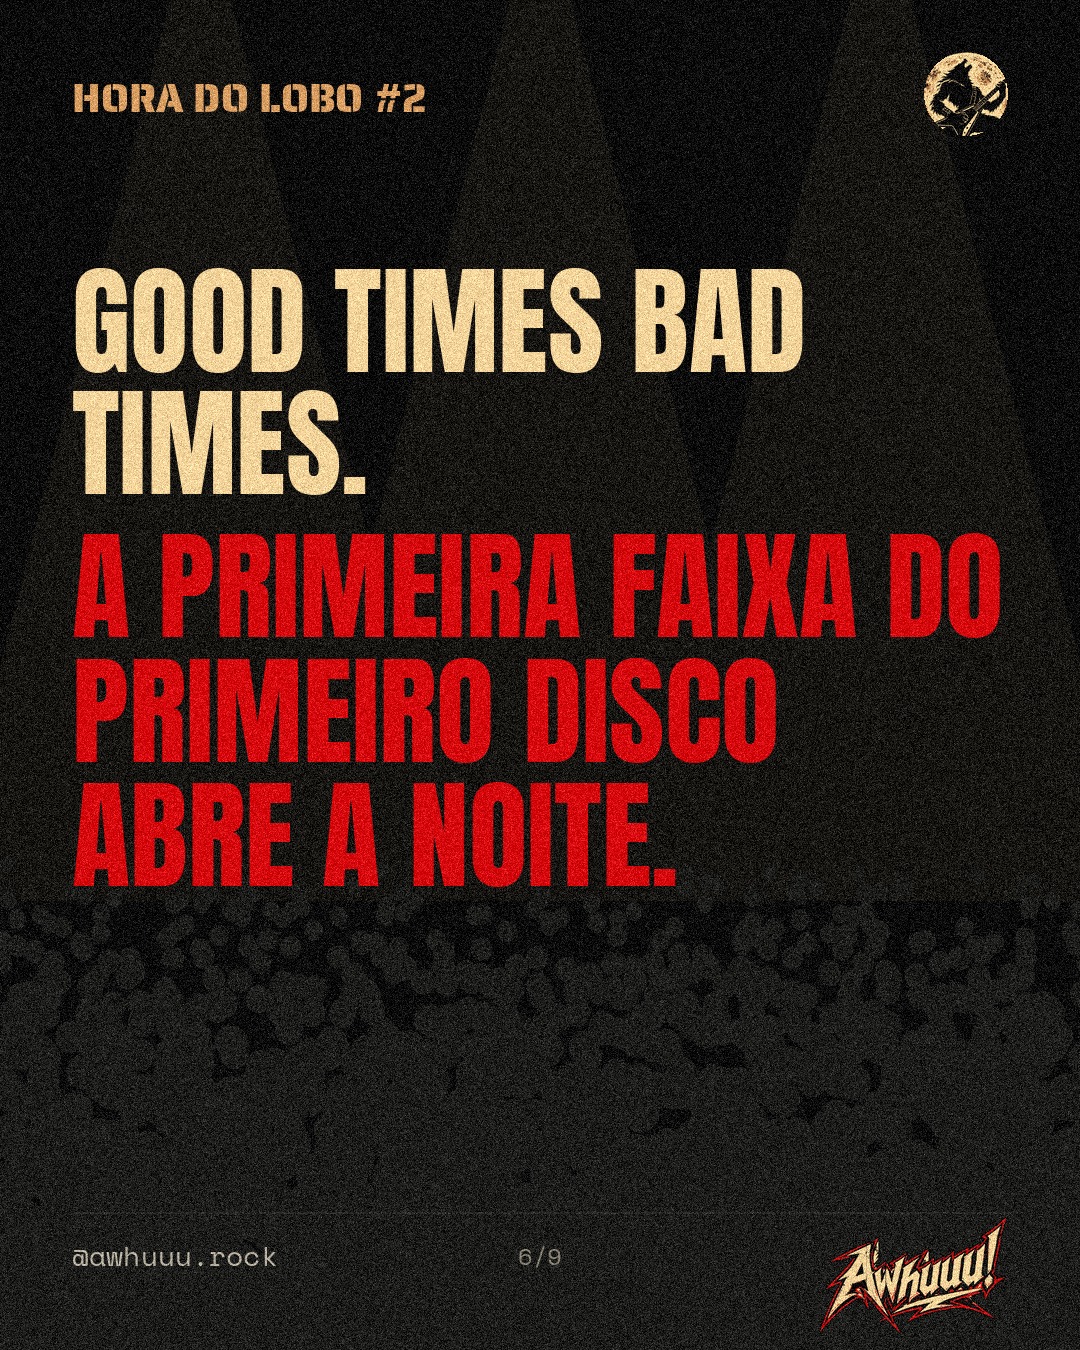 HORA DO LOBO #2
GOOD TIMES BAD
TIMES.
A PRIMEIRA FAIXA DO
PRIMEIRO DISCO
ABRE A NOITE.
@awhuuu.rock
6/9
Awhuuu!